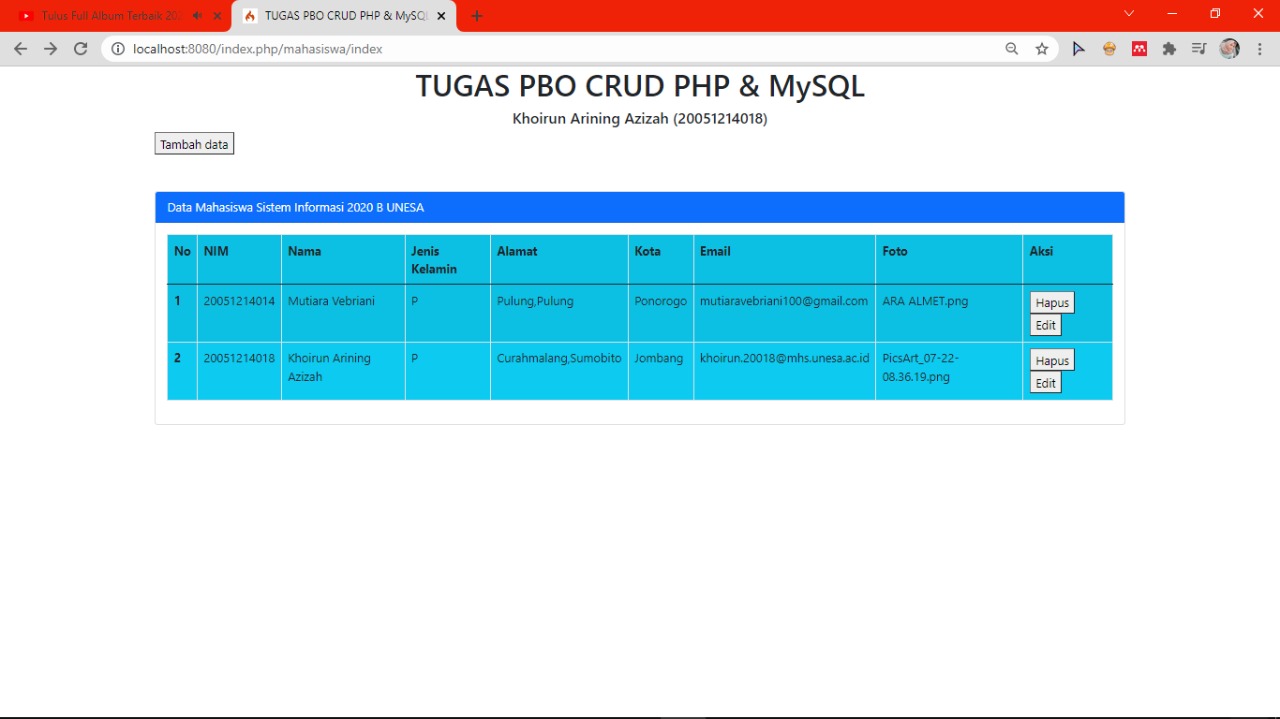 Tulus Full Album Terbaik 20
TUGAS PBO CRUD PHP & MySQL
localhost:8080/index.php/mahasiswa/index
TUGAS PBO CRUD PHP & MySQL
Khoirun Arining Azizah (20051214018)
Tambah data
Data Mahasiswa Sistem Informasi 2020 B UNESA
No NIM Nama Jenis Kelamin Alamat Kota Email Foto Aksi
1 20051214014 Mutiara Vebriani P Pulung,Pulung Ponorogo mutiaravebriani100@gmail.com ARA ALMET.png Hapus
Edit
2 20051214018 Khoirun Arining Azizah P Curahmalang,Sumobito Jombang khoirun.20018@mhs.unesa.ac.id PicsArt_07-22-08.36.19.png Hapus
Edit